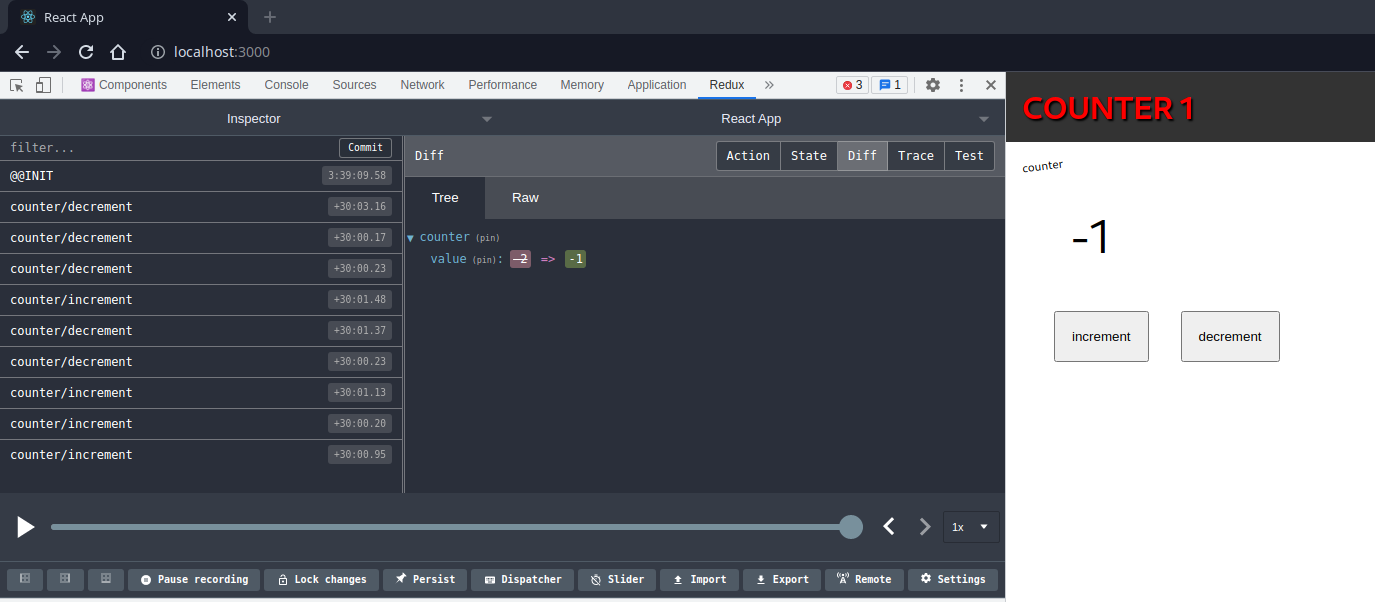 React App
localhost:3000
Components Elements Console Sources Network Performance Memory Application Redux 3 1
COUNTER 1
Inspector React App
filter... Commit
Diff Action State Diff Trace Test
@@INIT 3:39:09.58
counter/decrement +30:03.16
counter/decrement +30:00.17
counter/decrement +30:00.23
counter/increment +30:01.48
counter/decrement +30:01.37
counter/decrement +30:00.23
counter/increment +30:01.13
counter/increment +30:00.20
counter/increment +30:00.95
Tree Raw
counter (pin)
value (pin): -2 => -1
counter
-1
increment decrement
1x
Pause recording Lock changes Persist Dispatcher Slider Import Export Remote Settings